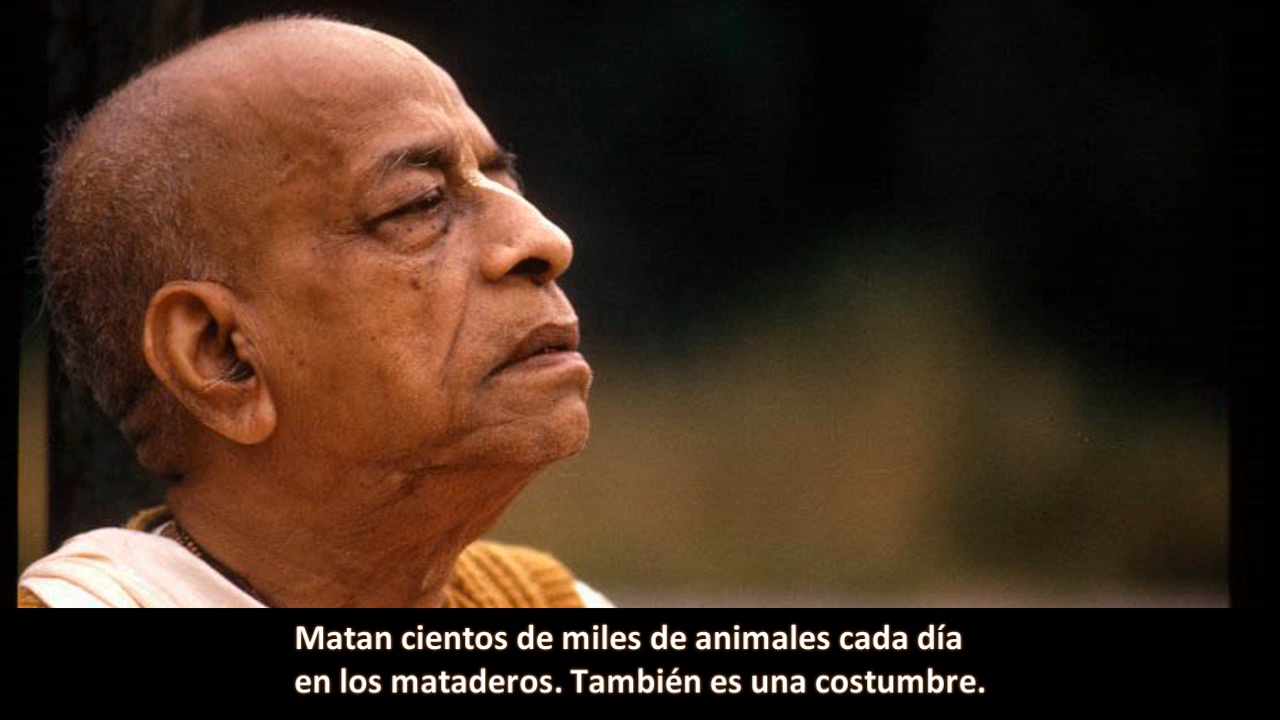 Matan cientos de miles de animales cada día
en los mataderos. También es una costumbre.